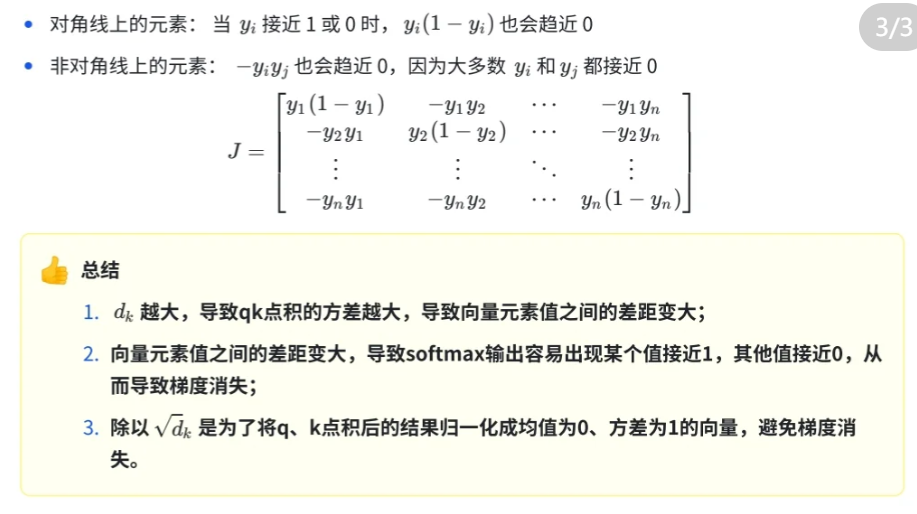 3/3
• 对角线上的元素： 当 $y_i$ 接近 1 或 0 时， $y_i(1-y_i)$ 也会趋近 0
• 非对角线上的元素： $-y_iy_j$ 也会趋近 0，因为大多数 $y_i$ 和 $y_j$ 都接近 0
$J = \begin{bmatrix} y_1(1-y_1) & -y_1y_2 & \cdots & -y_1y_n \\ -y_2y_1 & y_2(1-y_2) & \cdots & -y_2y_n \\ \vdots & \vdots & \ddots & \vdots \\ -y_ny_1 & -y_ny_2 & \cdots & y_n(1-y_n) \end{bmatrix}$
👍 总结
1. $d_k$ 越大，导致qk点积的方差越大，导致向量元素值之间的差距变大；
2. 向量元素值之间的差距变大，导致softmax输出容易出现某个值接近1，其他值接近0，从
而导致梯度消失；
3. 除以 $\sqrt{d}_k$ 是为了将q、k点积后的结果归一化成均值为0、方差为1的向量，避免梯度消
失。